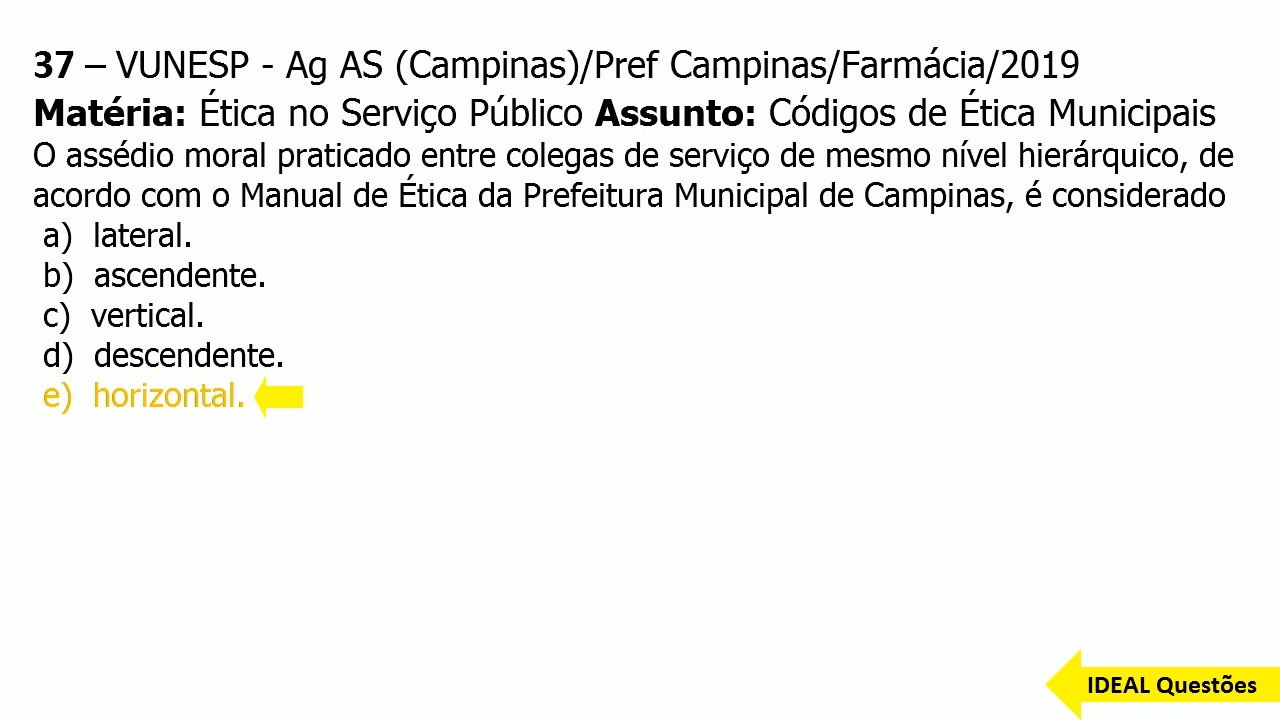 37 – VUNESP - Ag AS (Campinas)/Pref Campinas/Farmácia/2019
Matéria: Ética no Serviço Público Assunto: Códigos de Ética Municipais
O assédio moral praticado entre colegas de serviço de mesmo nível hierárquico, de
acordo com o Manual de Ética da Prefeitura Municipal de Campinas, é considerado
a) lateral.
b) ascendente.
c) vertical.
d) descendente.
e) horizontal.
IDEAL Questões